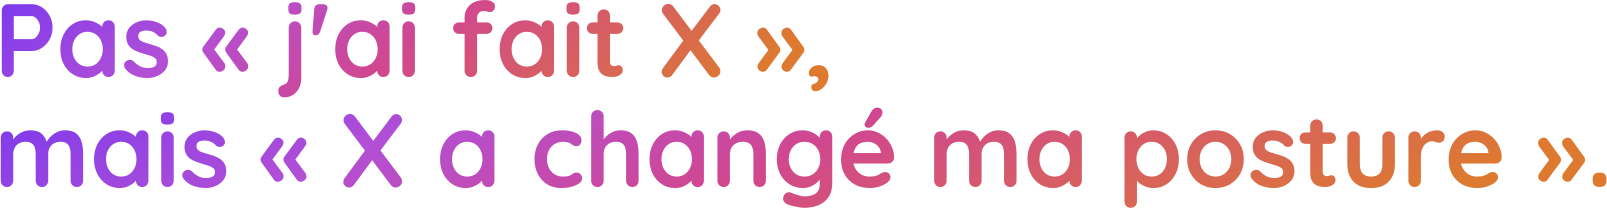 Pas « j'ai fait X »,
mais « X a changé ma posture ».